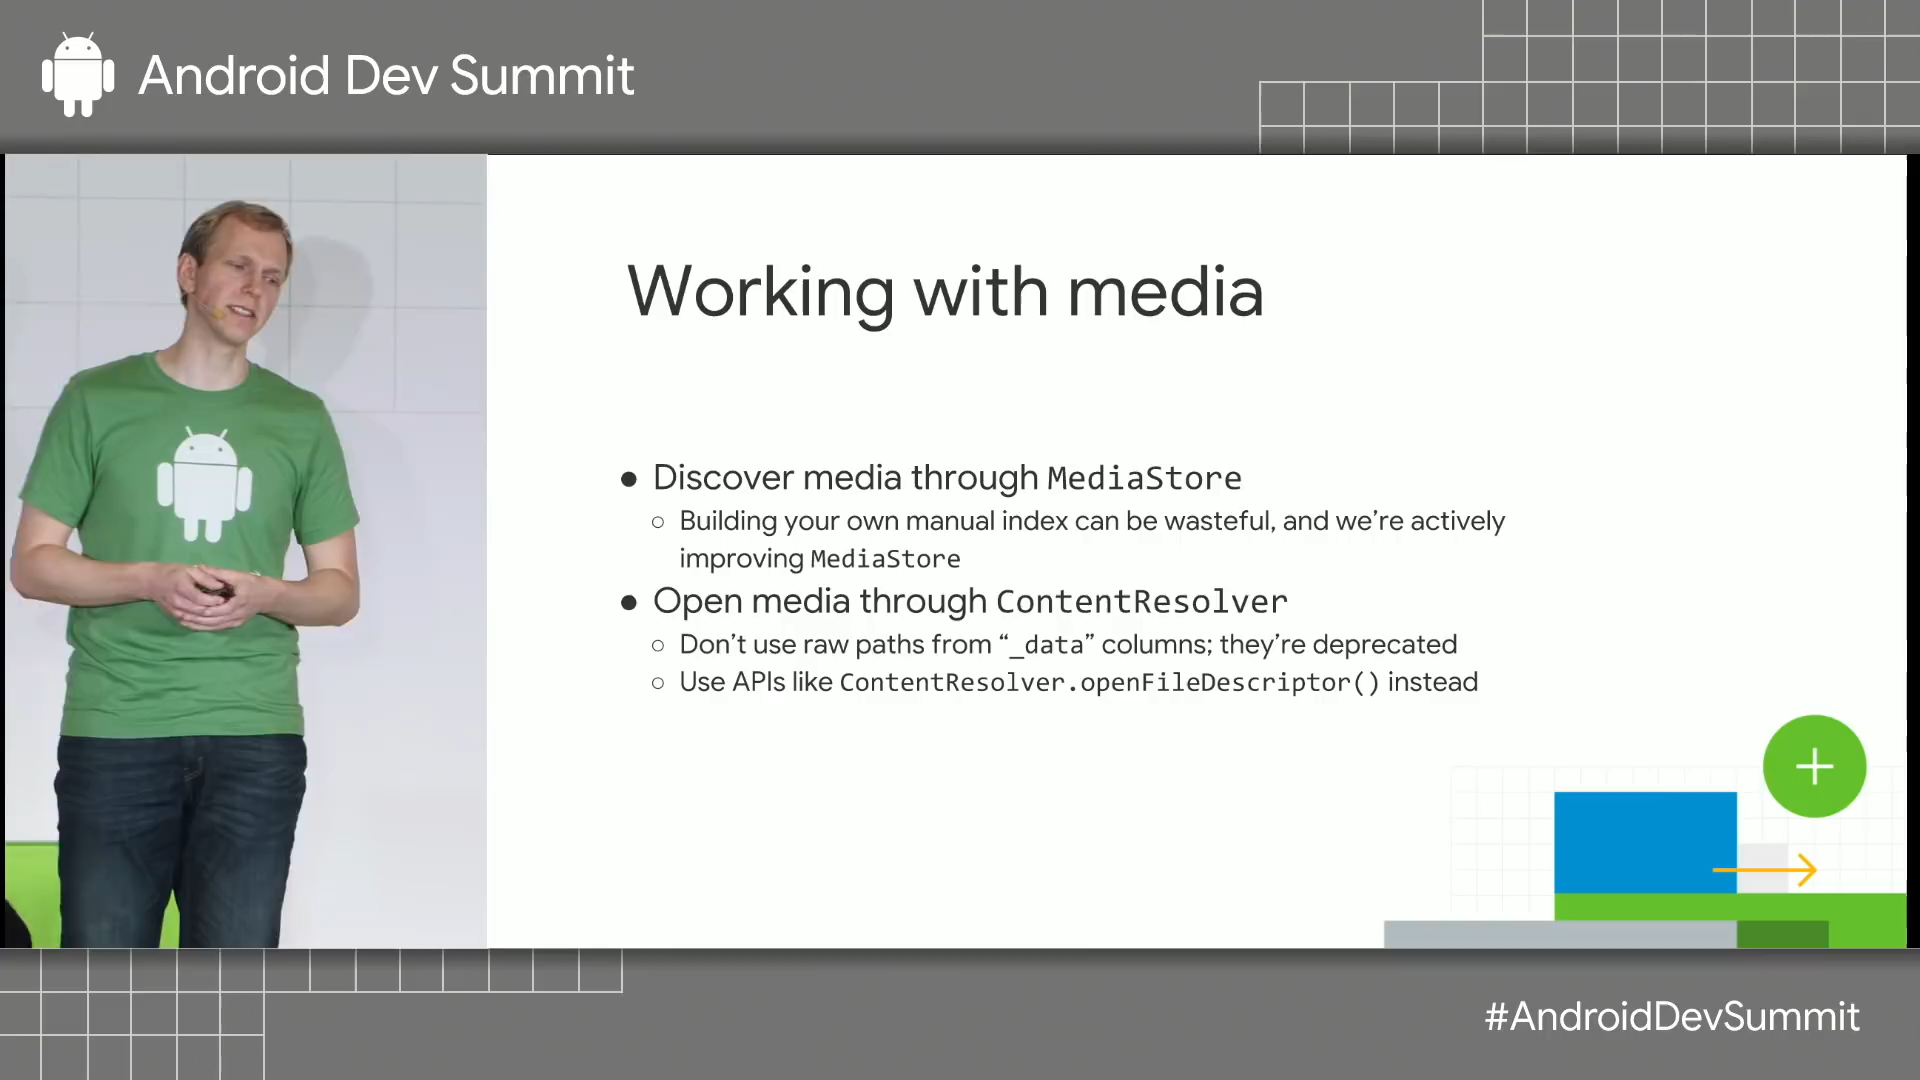 Android Dev Summit
Working with media
● Discover media through MediaStore
○ Building your own manual index can be wasteful, and we’re actively
improving MediaStore
● Open media through ContentResolver
○ Don’t use raw paths from “_data” columns; they’re deprecated
○ Use APIs like ContentResolver.openFileDescriptor() instead
#AndroidDevSummit